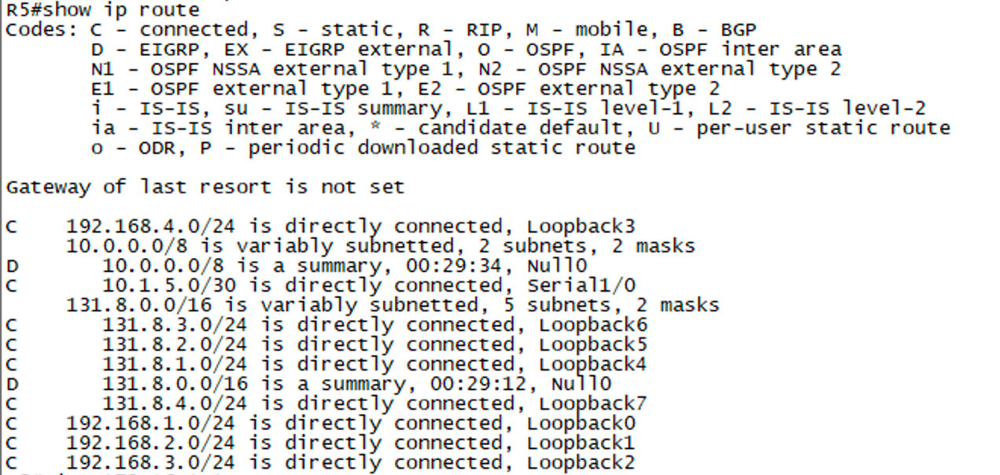 R5#show ip route
Codes: C - connected, S - static, R - RIP, M - mobile, B - BGP
D - EIGRP, EX - EIGRP external, O - OSPF, IA - OSPF inter area
N1 - OSPF NSSA external type 1, N2 - OSPF NSSA external type 2
E1 - OSPF external type 1, E2 - OSPF external type 2
i - IS-IS, su - IS-IS summary, L1 - IS-IS level-1, L2 - IS-IS level-2
ia - IS-IS inter area, * - candidate default, U - per-user static route
o - ODR, P - periodic downloaded static route
Gateway of last resort is not set
C 192.168.4.0/24 is directly connected, Loopback3
10.0.0.0/8 is variably subnetted, 2 subnets, 2 masks
D 10.0.0.0/8 is a summary, 00:29:34, Null0
C 10.1.5.0/30 is directly connected, Serial1/0
131.8.0.0/16 is variably subnetted, 5 subnets, 2 masks
C 131.8.3.0/24 is directly connected, Loopback6
C 131.8.2.0/24 is directly connected, Loopback5
C 131.8.1.0/24 is directly connected, Loopback4
D 131.8.0.0/16 is a summary, 00:29:12, Null0
C 131.8.4.0/24 is directly connected, Loopback7
C 192.168.1.0/24 is directly connected, Loopback0
C 192.168.2.0/24 is directly connected, Loopback1
C 192.168.3.0/24 is directly connected, Loopback2